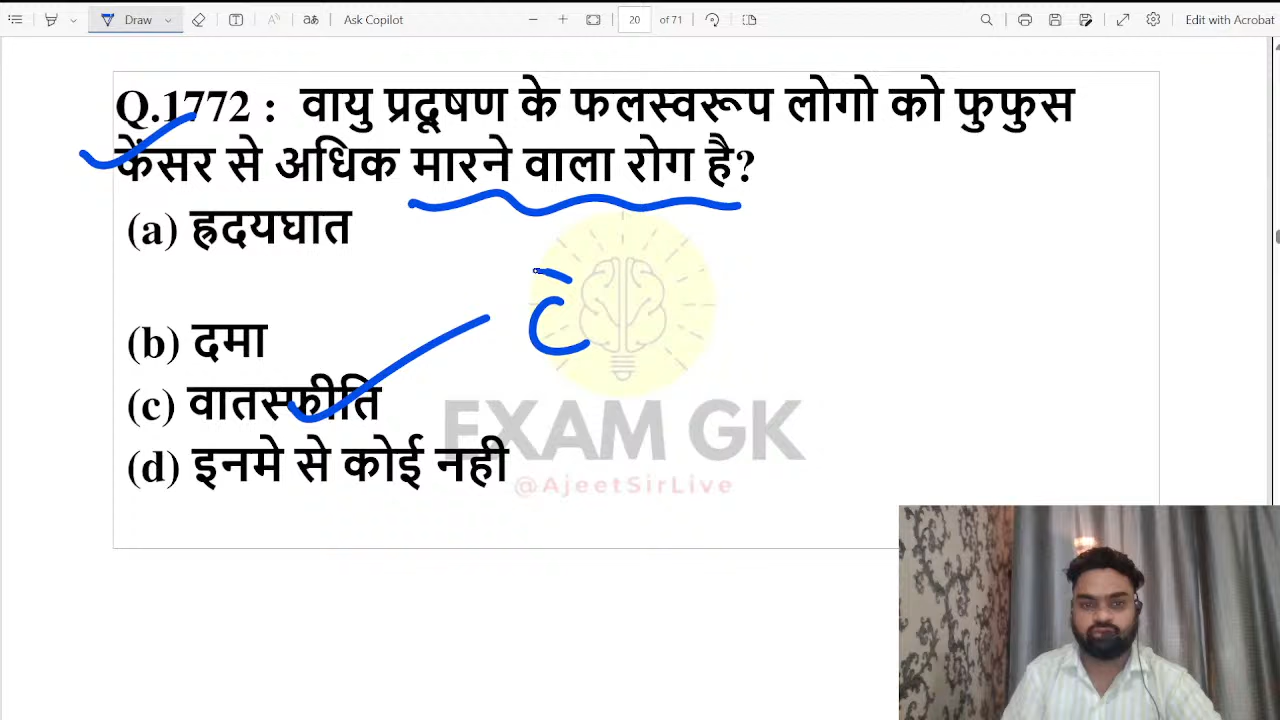 Draw
Ask Copilot
20 of 71
Edit with Acrobat
Q.1772 : वायु प्रदूषण के फलस्वरूप लोगो को फुफुस
केंसर से अधिक मारने वाला रोग है?
(a) ह्रदयघात
(b) दमा
(c) वातस्फीति
(d) इनमे से कोई नही
EXAM GK
@AjeetSirLive